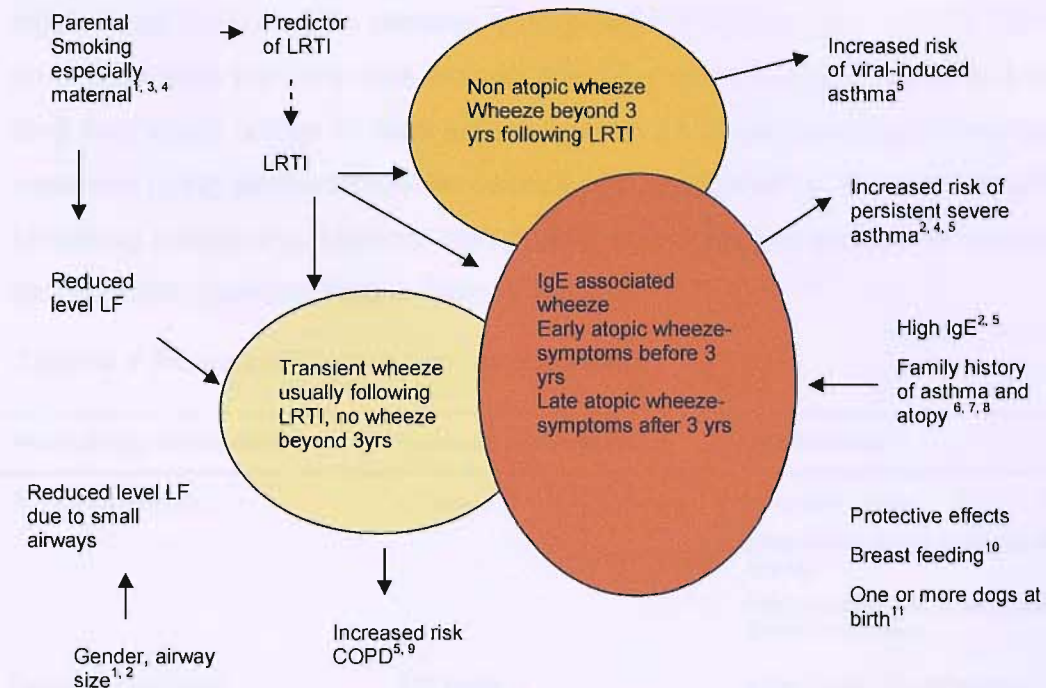 Parental
Smoking
especially
maternal1, 3, 4
Predictor
of LRTI
LRTI
Reduced
level LF
Reduced level LF
due to small
airways
Gender, airway
size1, 2
Non atopic wheeze
Wheeze beyond 3
yrs following LRTI
Transient wheeze
usually following
LRTI, no wheeze
beyond 3yrs
Increased risk
COPD5, 9
IgE associated
wheeze
Early atopic wheeze-
symptoms before 3
yrs
Late atopic wheeze-
symptoms after 3 yrs
Increased risk
of viral-induced
asthma5
Increased risk of
persistent severe
asthma2, 4, 5
High IgE2, 5
Family history
of asthma and
atopy 6, 7, 8
Protective effects
Breast feeding10
One or more dogs at
birth11